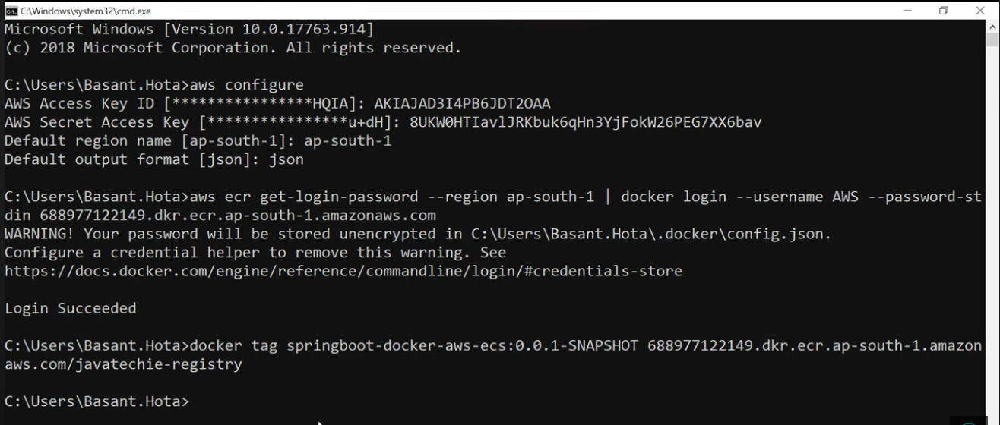 C:\Windows\system32\cmd.exe
Microsoft Windows [Version 10.0.17763.914]
(c) 2018 Microsoft Corporation. All rights reserved.
C:\Users\Basant.Hota>aws configure
AWS Access Key ID [****************HQIA]: AKIAJAD3I4PB6JDT2OAA
AWS Secret Access Key [****************u+dH]: 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
Default region name [ap-south-1]: ap-south-1
Default output format [json]: json
C:\Users\Basant.Hota>aws ecr get-login-password --region ap-south-1 | docker login --username AWS --password-st
din 688977122149.dkr.ecr.ap-south-1.amazonaws.com
WARNING! Your password will be stored unencrypted in C:\Users\Basant.Hota\.docker\config.json.
Configure a credential helper to remove this warning. See
https://docs.docker.com/engine/reference/commandline/login/#credentials-store
Login Succeeded
C:\Users\Basant.Hota>docker tag springboot-docker-aws-ecs:0.0.1-SNAPSHOT 688977122149.dkr.ecr.ap-south-1.amazon
aws.com/javatechie-registry
C:\Users\Basant.Hota>